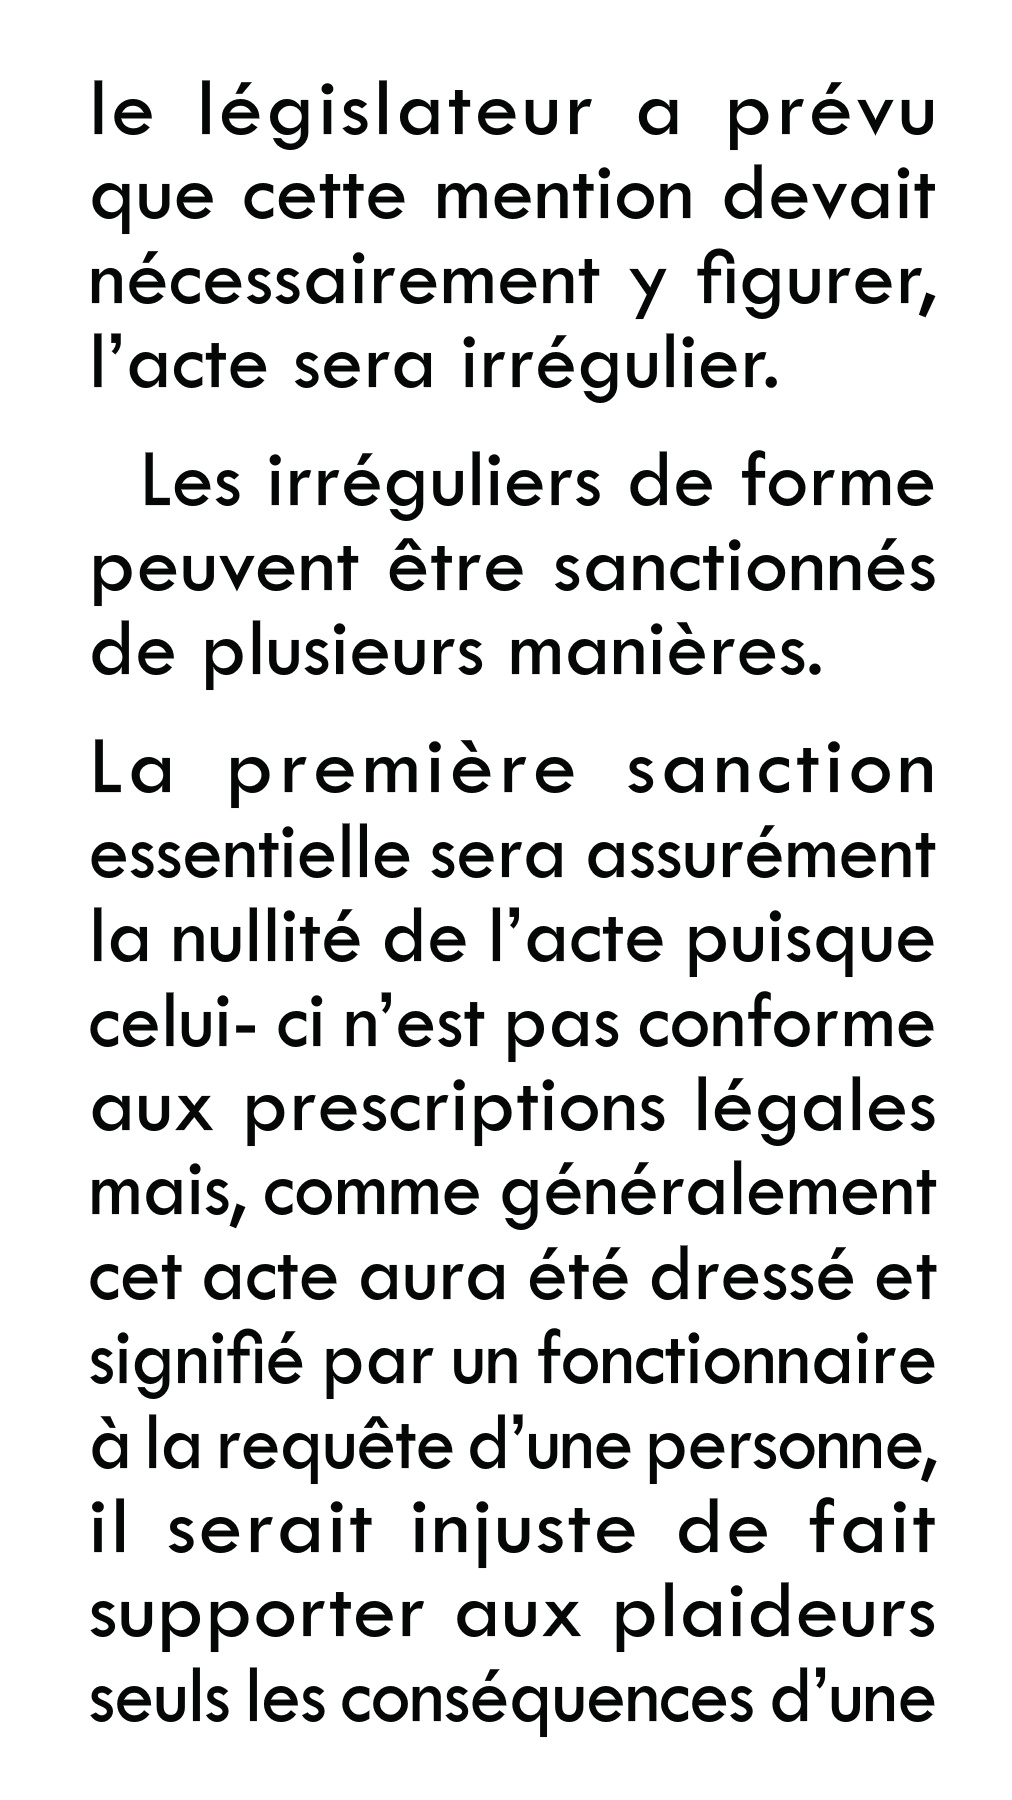 le législateur a prévu
que cette mention devait
nécessairement y figurer,
l’acte sera irrégulier.
Les irréguliers de forme
peuvent être sanctionnés
de plusieurs manières.
La première sanction
essentielle sera assurément
la nullité de l’acte puisque
celui- ci n’est pas conforme
aux prescriptions légales
mais, comme généralement
cet acte aura été dressé et
signifié par un fonctionnaire
à la requête d’une personne,
il serait injuste de fait
supporter aux plaideurs
seuls les conséquences d’une